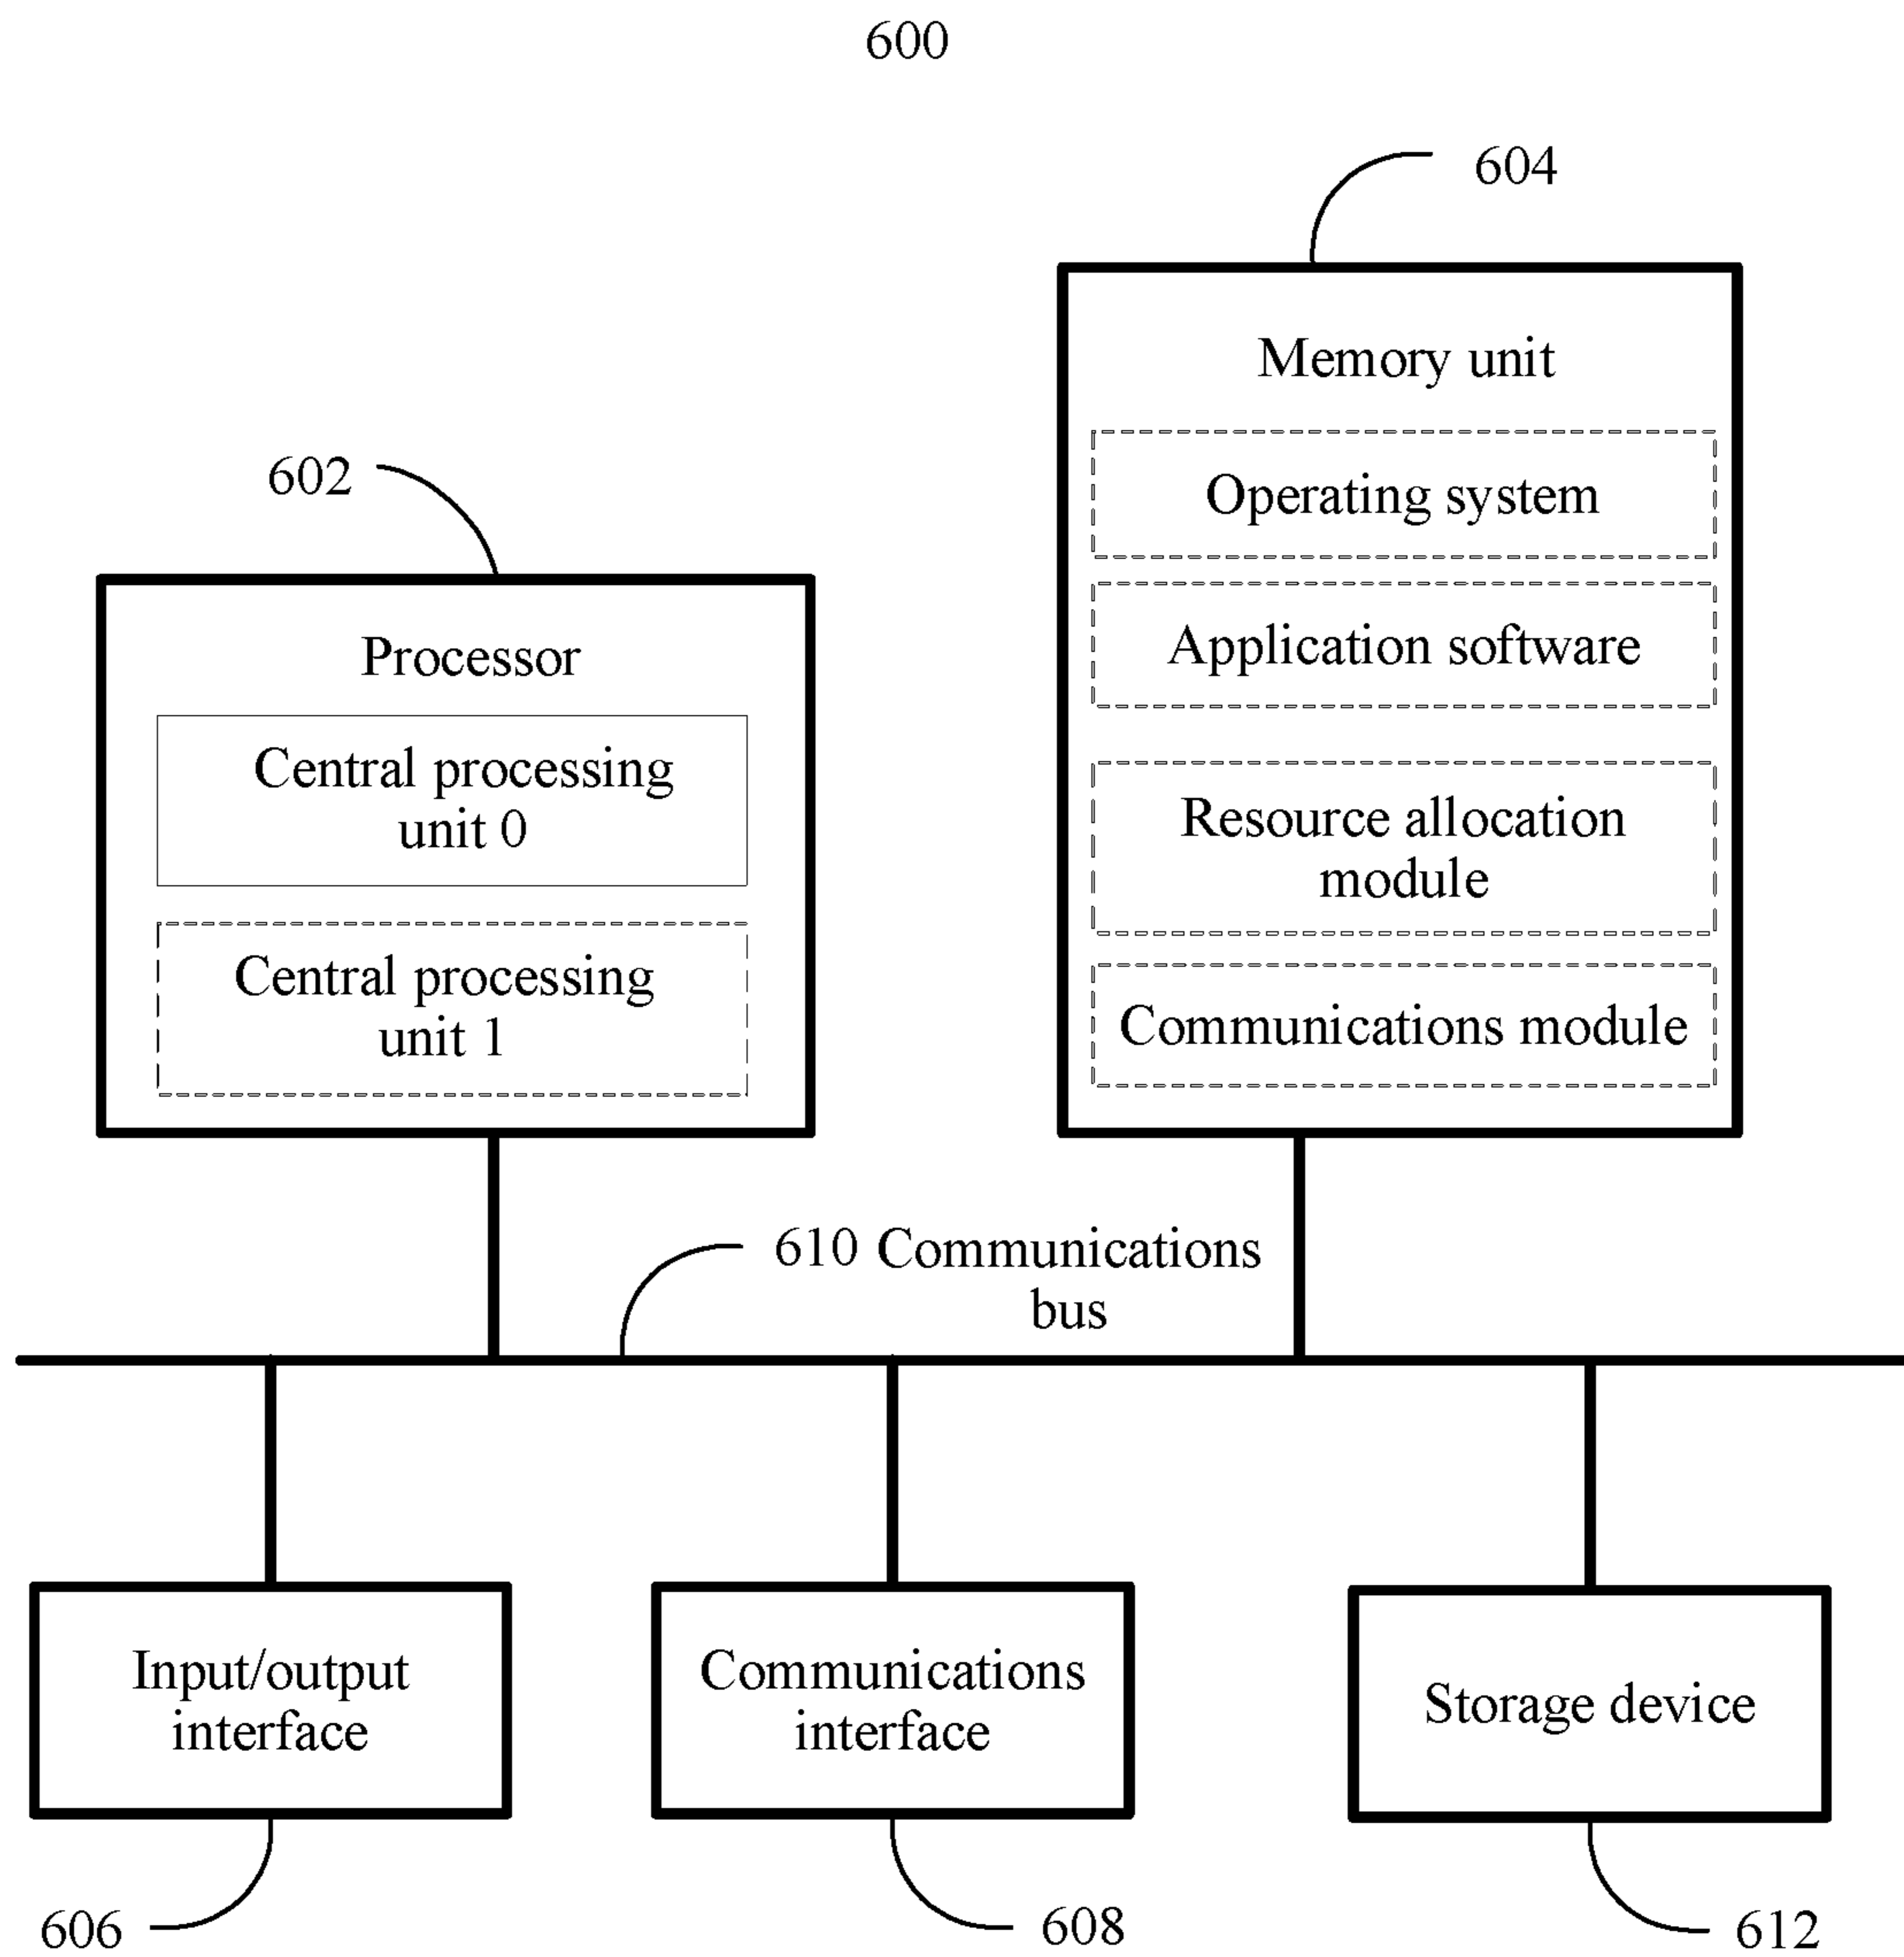 600
604
Memory unit
Operating system
Application software
Resource allocation
module
Communications module
602
Processor
Central processing
unit 0
Central processing
unit 1
610 Communications
bus
Input/output
interface
Communications
interface
Storage device
606
608
612